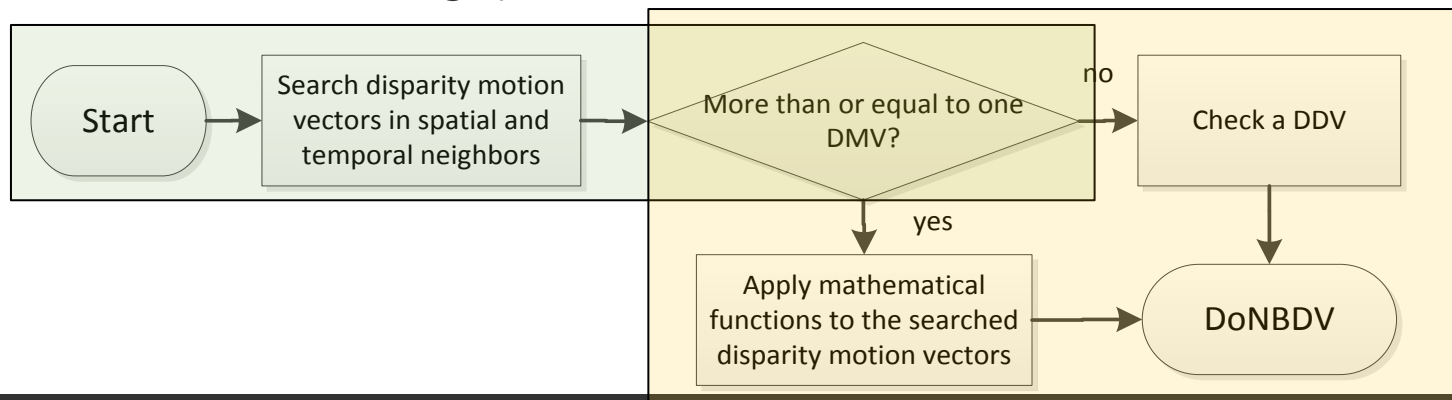 Start
Search disparity motion
vectors in spatial and
temporal neighbors
More than or equal to one
DMV?
no
Check a DDV
yes
Apply mathematical
functions to the searched
disparity motion vectors
DoNBDV